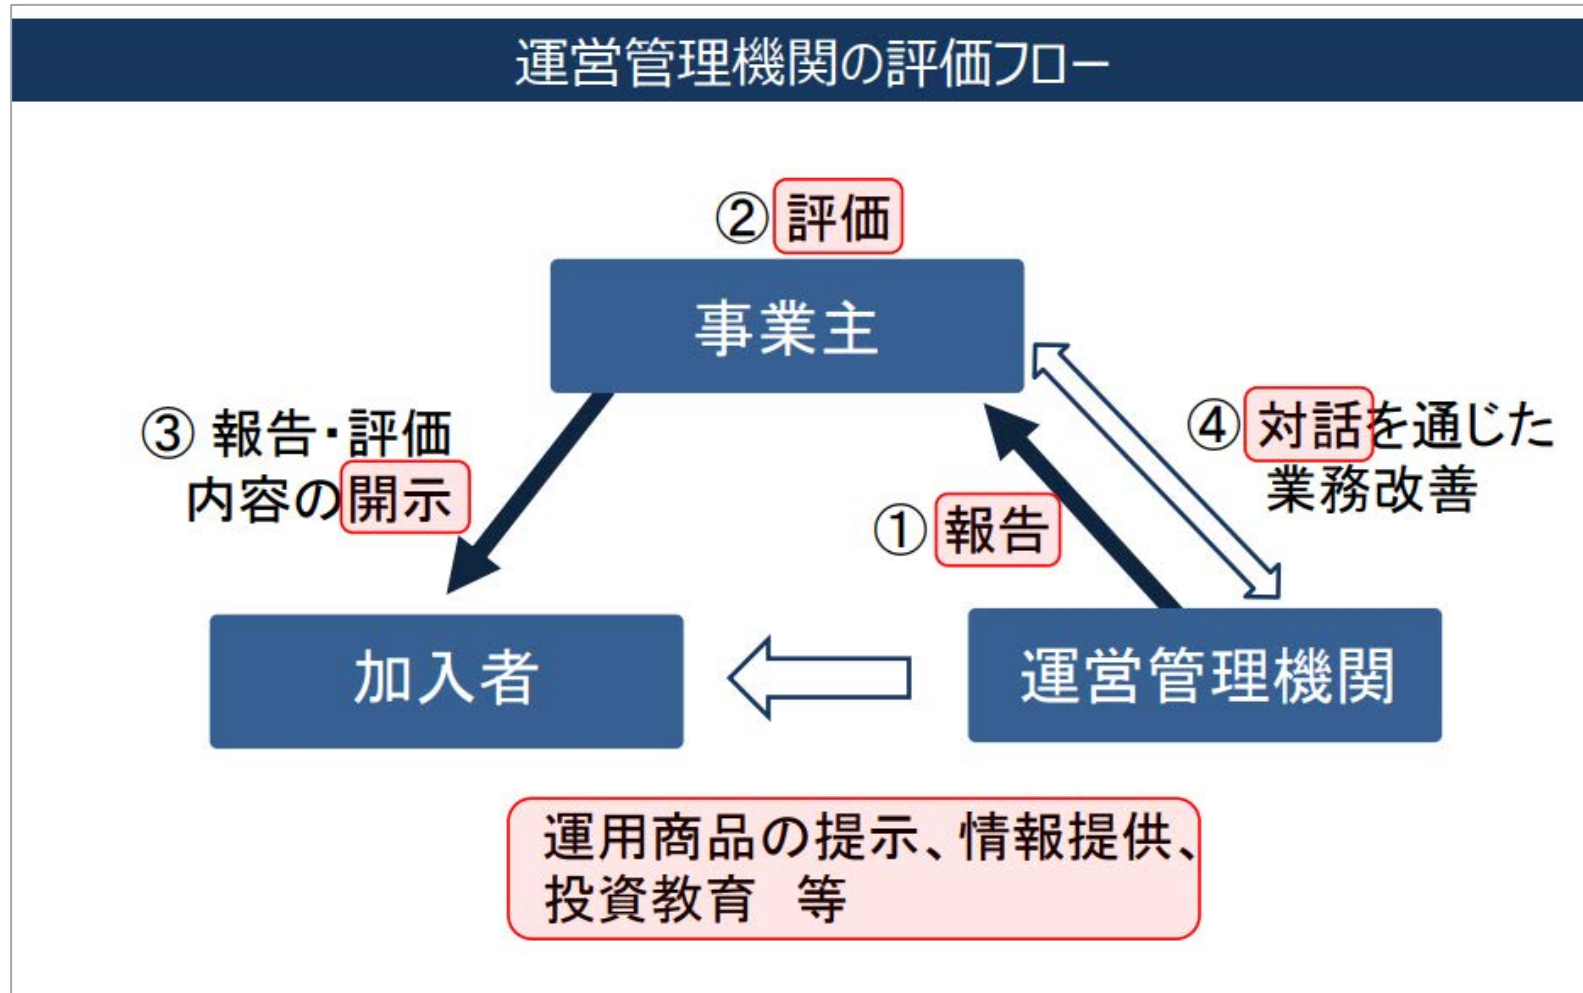 運営管理機関の評価フロー
② 評価
事業主
③ 報告・評価
内容の開示
④ 対話を通じた
業務改善
① 報告
加入者
運営管理機関
運用商品の提示、情報提供、
投資教育　等